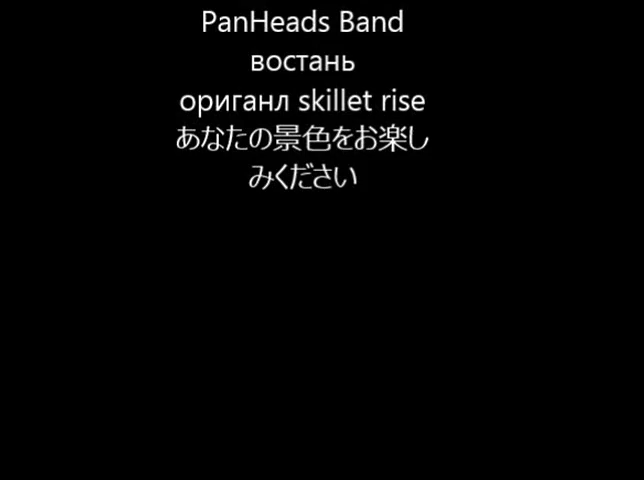 PanHeads Band
востань
ориганл skillet rise
あなたの景色をお楽し
みください